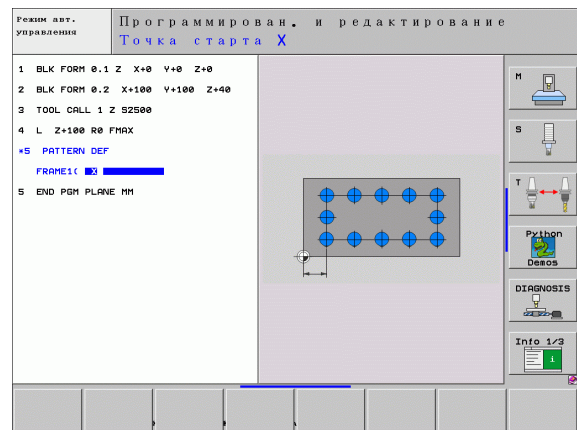 Режим авт.
управления
Программирован. и редактирование
Точка старта X
1 BLK FORM 0.1 Z X+0 Y+0 Z+0
2 BLK FORM 0.2 X+100 Y+100 Z+40
3 TOOL CALL 1 Z S2500
4 L Z+100 R0 FMAX
*5 PATTERN DEF
FRAME1( X
5 END PGM PLANE MM
M
S
T
Python
Demos
DIAGNOSIS
Info 1/3
i